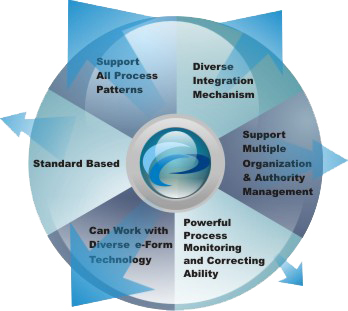 Support
All Process
Patterns
Diverse
Integration
Mechanism
Support
Multiple
Organization
& Authority
Management
Powerful
Process
Monitoring
and Correcting
Ability
Can Work with
Diverse e-Form
Technology
Standard Based